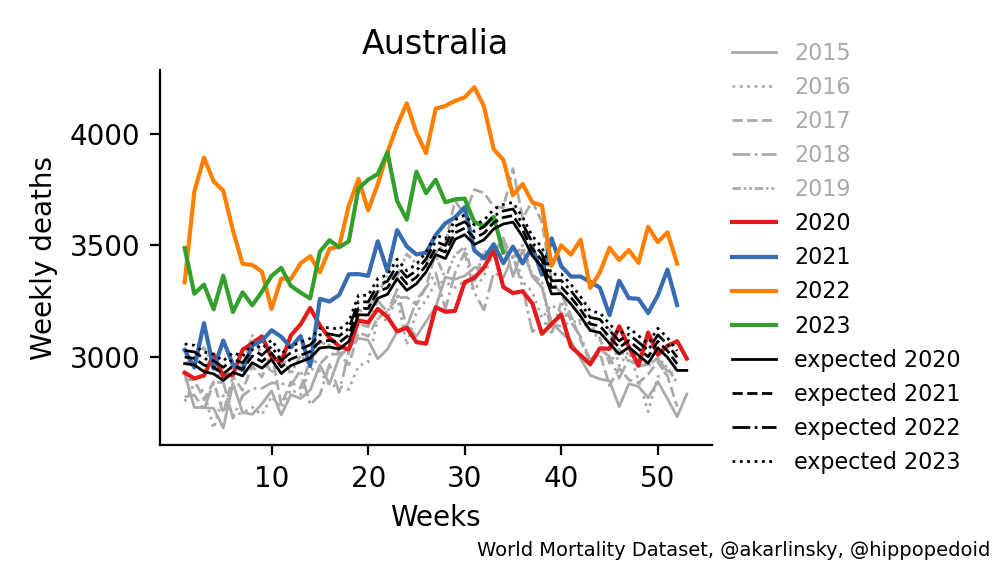 Australia
Weekly deaths
4000
3500
3000
10 20 30 40 50
Weeks
2015
2016
2017
2018
2019
2020
2021
2022
2023
expected 2020
expected 2021
expected 2022
expected 2023
World Mortality Dataset, @akarlinsky, @hippopedoid